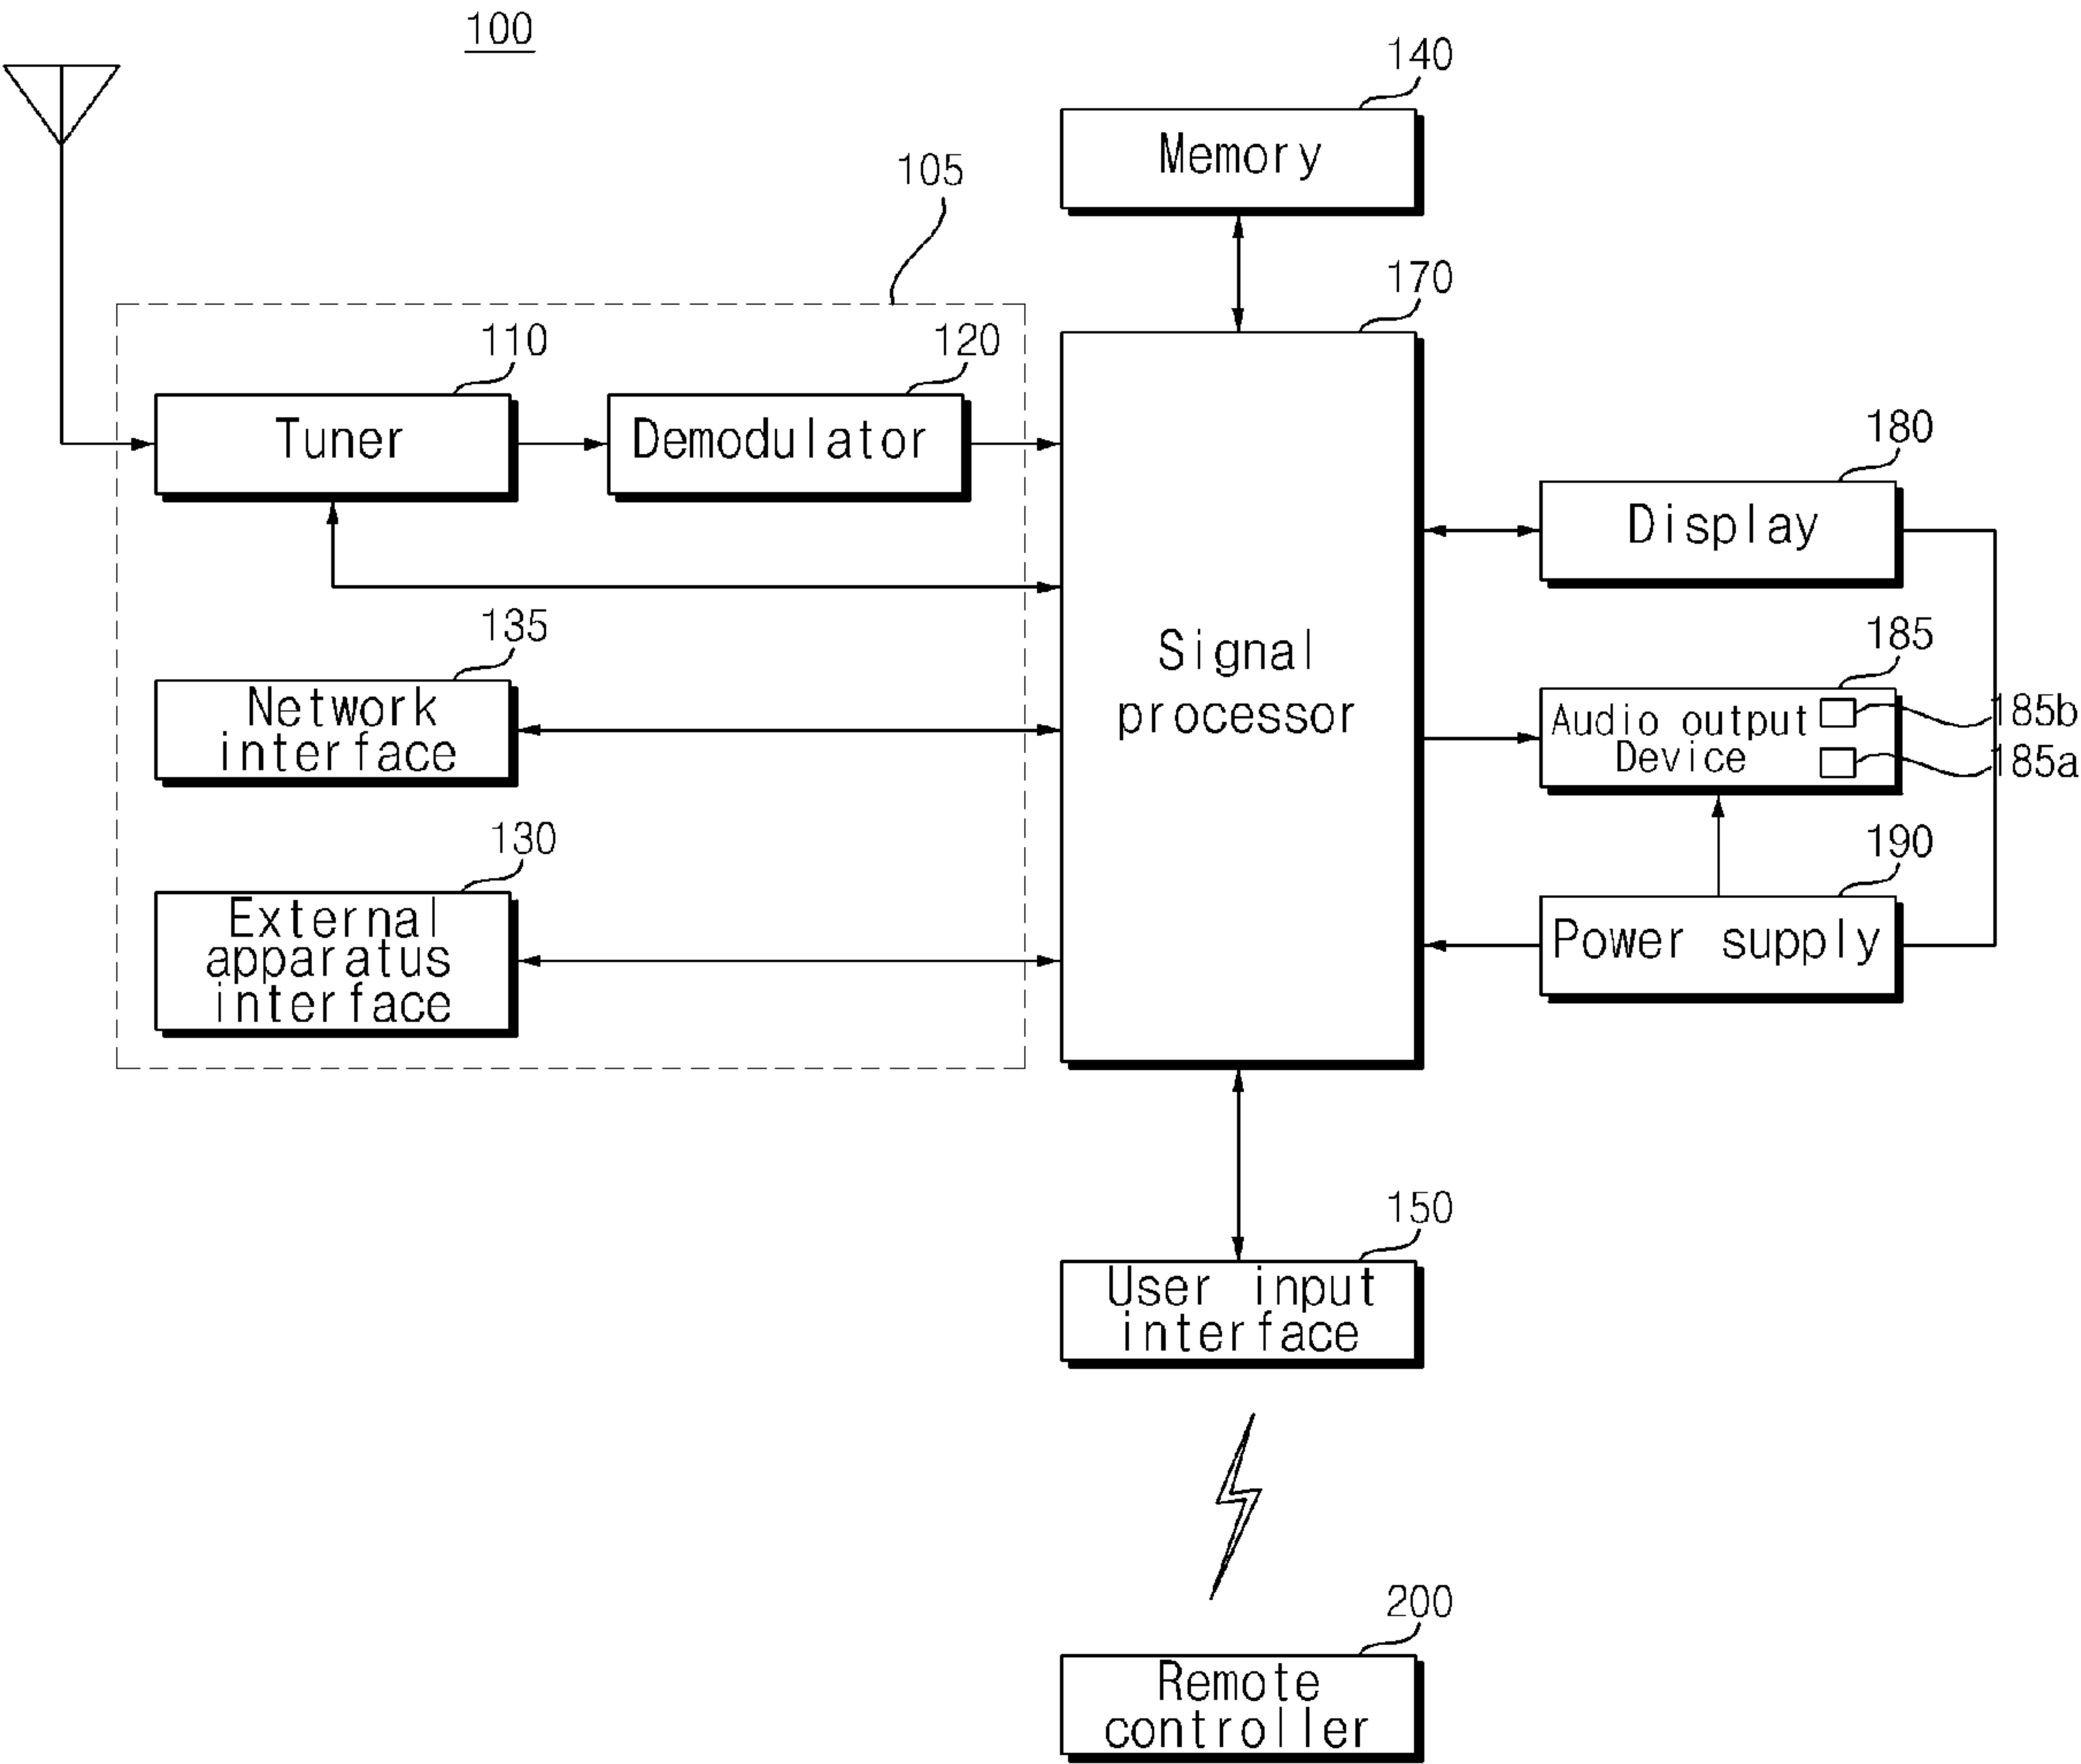 100
140
Memory
105
170
110
120
Tuner
Demodulator
180
Display
135
Network
interface
Signal
processor
185
Audio output
Device
185b
185a
130
External
apparatus
interface
190
Power supply
150
User input
interface
200
Remote
controller